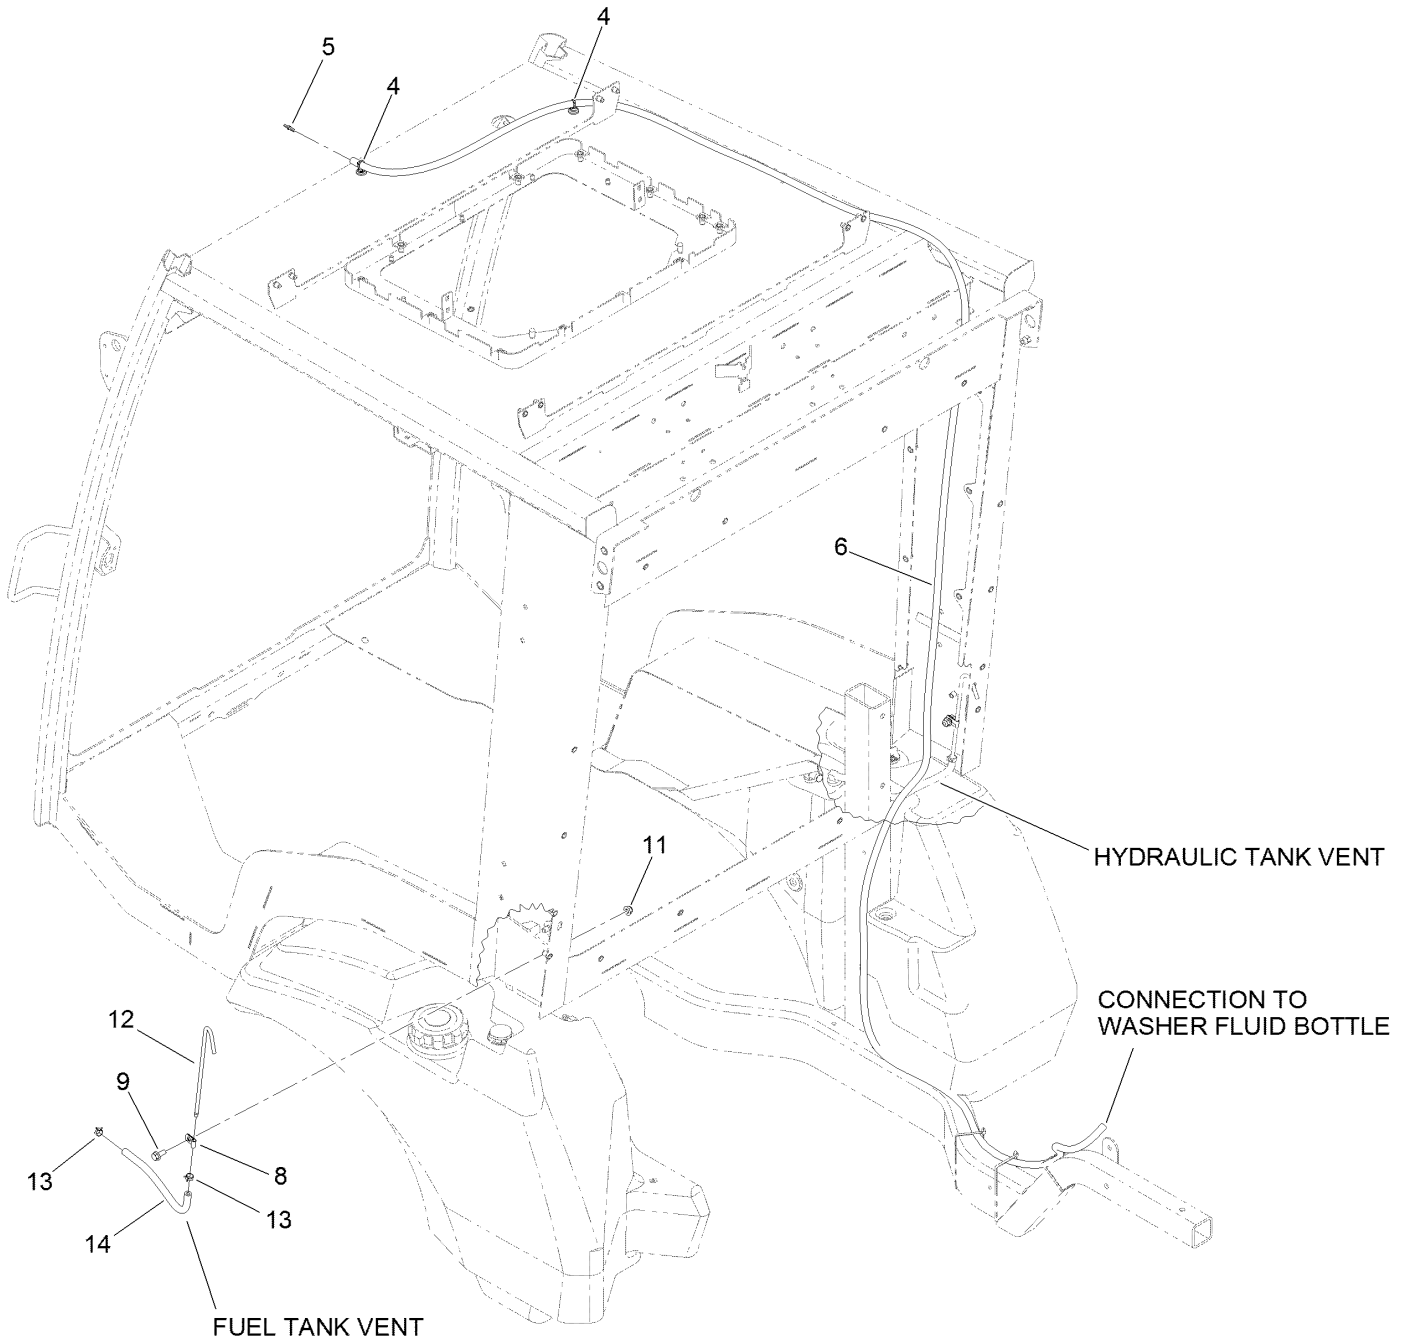 4
5
4
6
11
HYDRAULIC TANK VENT
CONNECTION TO
WASHER FLUID BOTTLE
12
9
13
8
13
14
FUEL TANK VENT